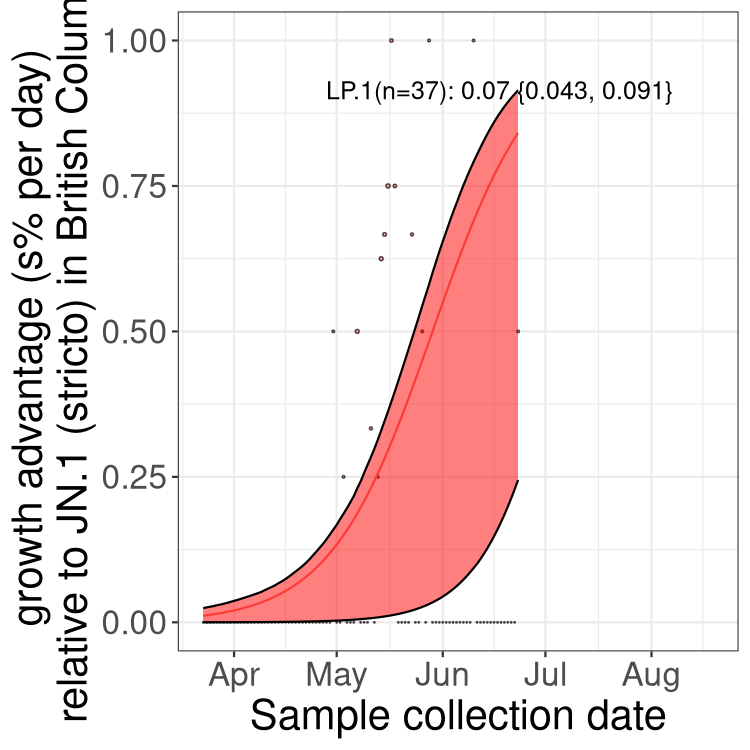 growth advantage (s% per day)
relative to JN.1 (stricto) in British Colum
1.00
0.75
0.50
0.25
0.00
LP.1(n=37): 0.07 {0.043, 0.091}
Apr May Jun Jul Aug
Sample collection date